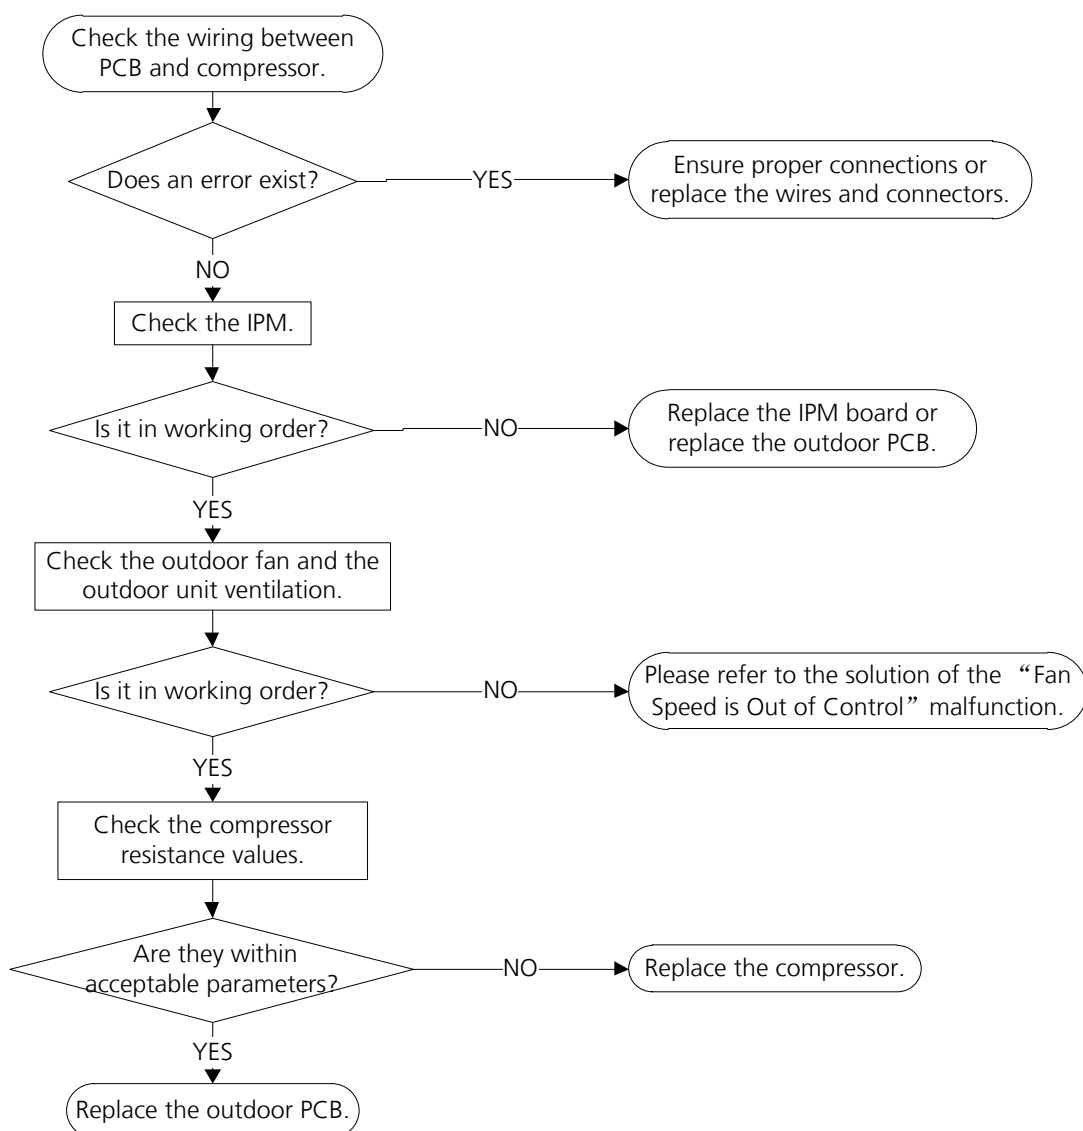 Check the wiring between
PCB and compressor.
Does an error exist?
YES
Ensure proper connections or
replace the wires and connectors.
NO
Check the IPM.
Is it in working order?
NO
Replace the IPM board or
replace the outdoor PCB.
YES
Check the outdoor fan and the
outdoor unit ventilation.
Is it in working order?
NO
Please refer to the solution of the “Fan
Speed is Out of Control” malfunction.
YES
Check the compressor
resistance values.
Are they within
acceptable parameters?
NO
Replace the compressor.
YES
Replace the outdoor PCB.